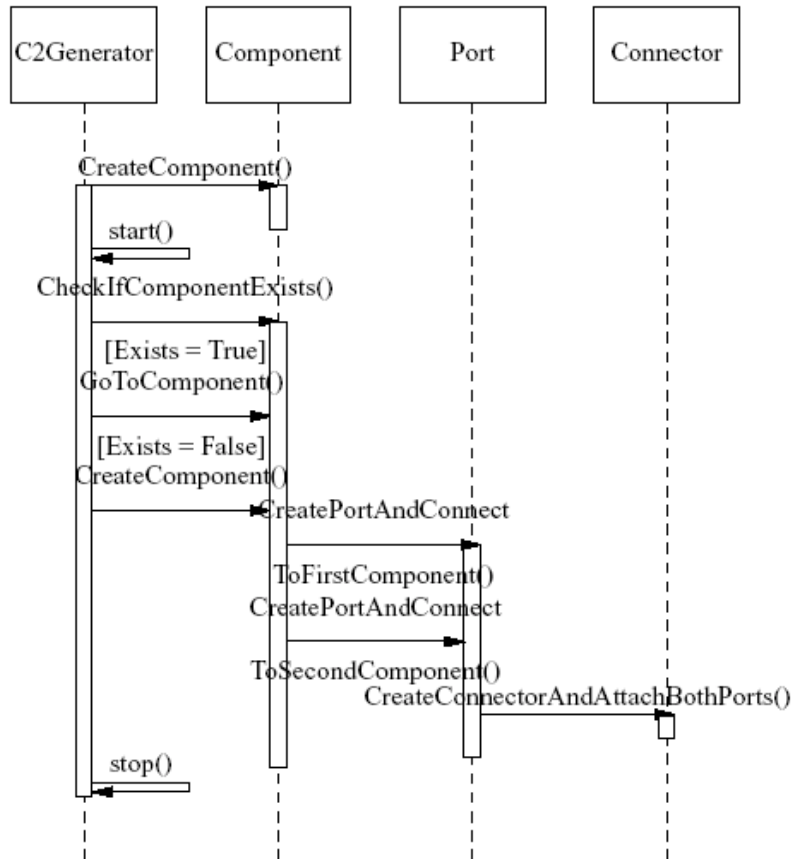 C2Generator
Component
Port
Connector
CreateComponent()
start()
CheckIfComponentExists()
[Exists = True]
GoToComponent()
[Exists = False]
CreateComponent()
CreatePortAndConnect
ToFirstComponent()
CreatePortAndConnect
ToSecondComponent()
CreateConnectorAndAttachBothPorts()
stop()